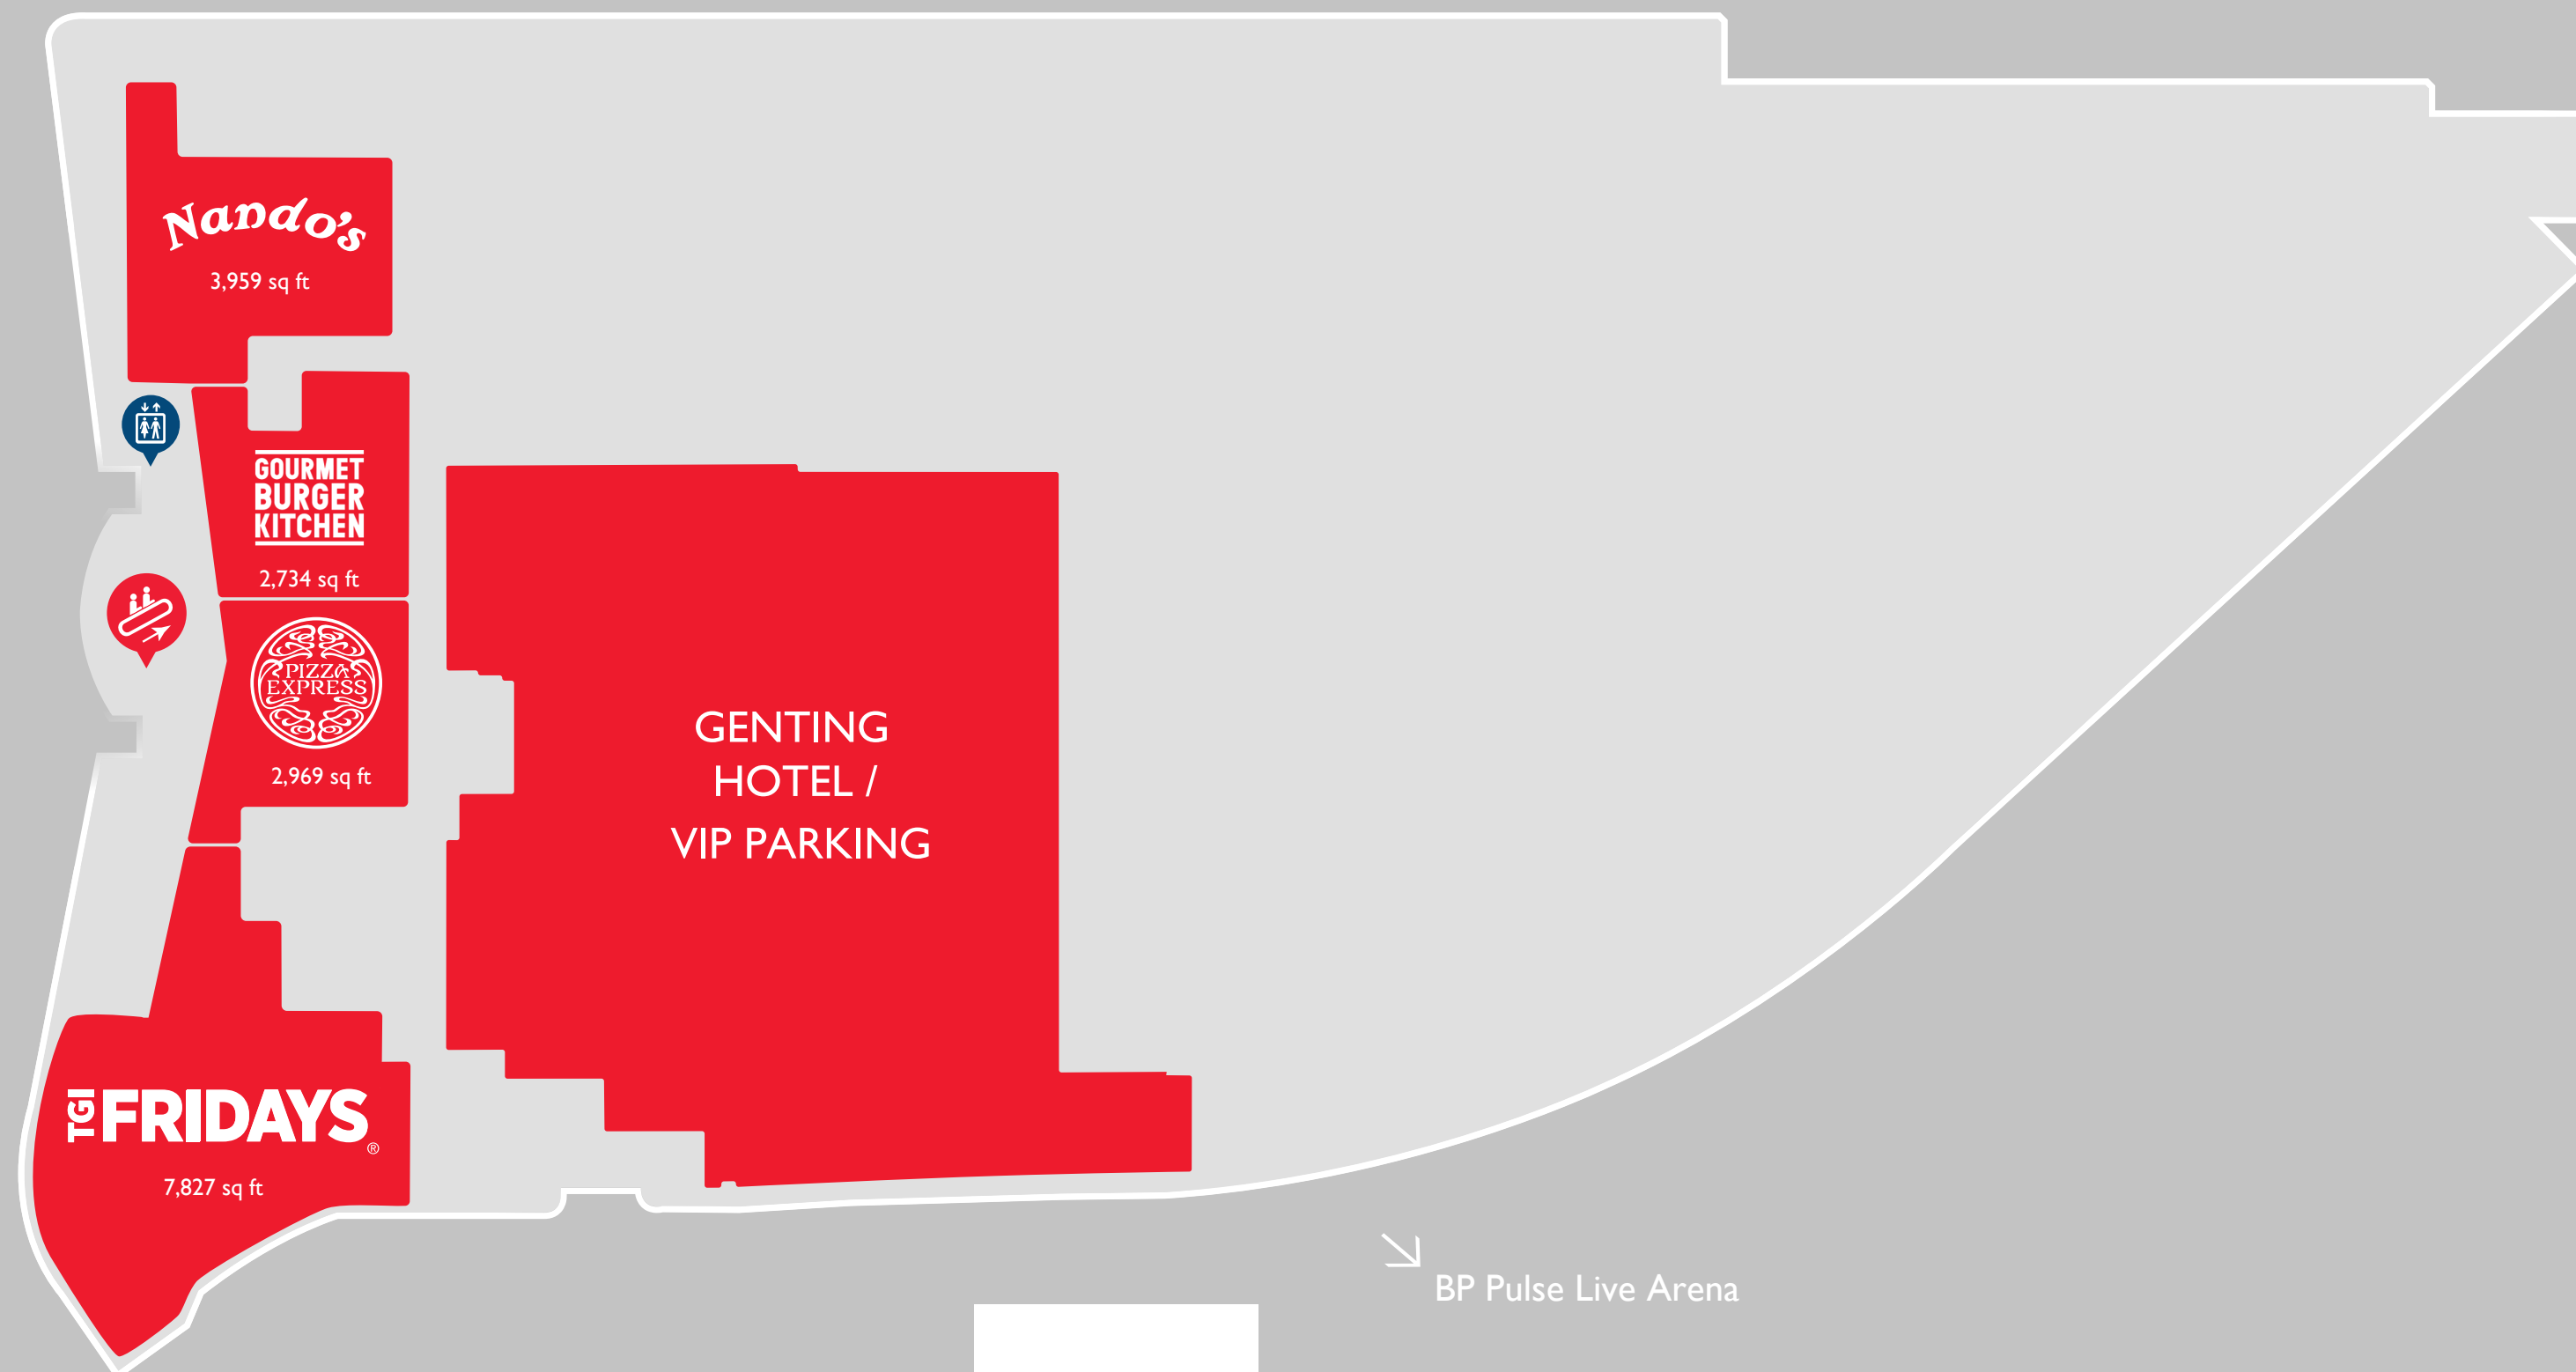 Nando's
3,959 sq ft
GOURMET
BURGER
KITCHEN
2,734 sq ft
PIZZA
EXPRESS
2,969 sq ft
GENTING
HOTEL /
VIP PARKING
TGI FRIDAYS®
7,827 sq ft
BP Pulse Live Arena